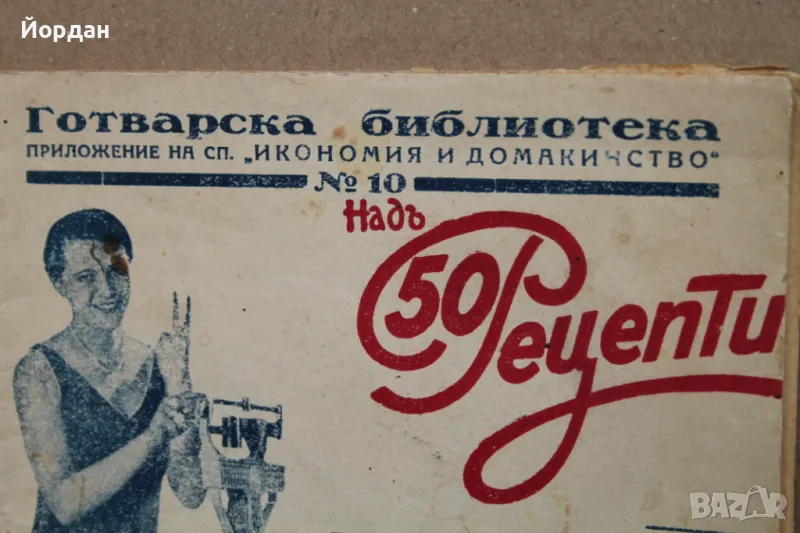 Йордан
Готварска библиотека
ПРИЛОЖЕНИЕ НА СП. „ИКОНОМИЯ И ДОМАКИНСТВО“
№ 10
Надъ
50 Рецепти
BAZAR